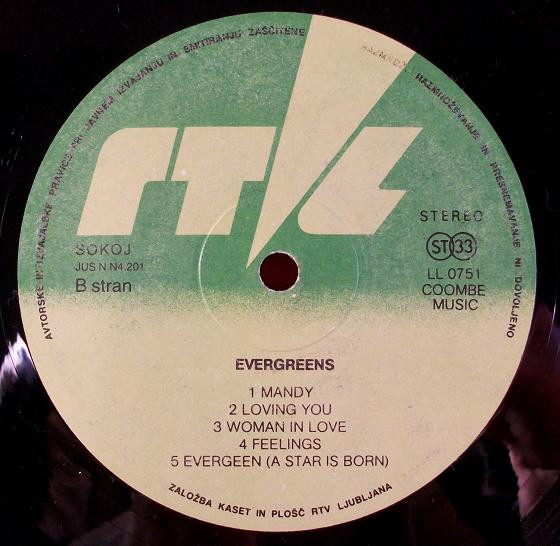 AVTORSKE IN IZVAJALSKE PRAVICE PRI JAVNEM IZVAJANJU IN EMITIRANJU ZAŠČITENE
RAZMNOŽEVANJE IN PRESNEMAVANJE NI DOVOLJENO
RTL
SOKOJ
JUS N N4.201
B stran
STEREO
ST 33
LL 0751
COOMBE
MUSIC
EVERGREENS
1 MANDY
2 LOVING YOU
3 WOMAN IN LOVE
4 FEELINGS
5 EVERGEEN (A STAR IS BORN)
ZALOŽBA KASET IN PLOŠČ RTV LJUBLJANA